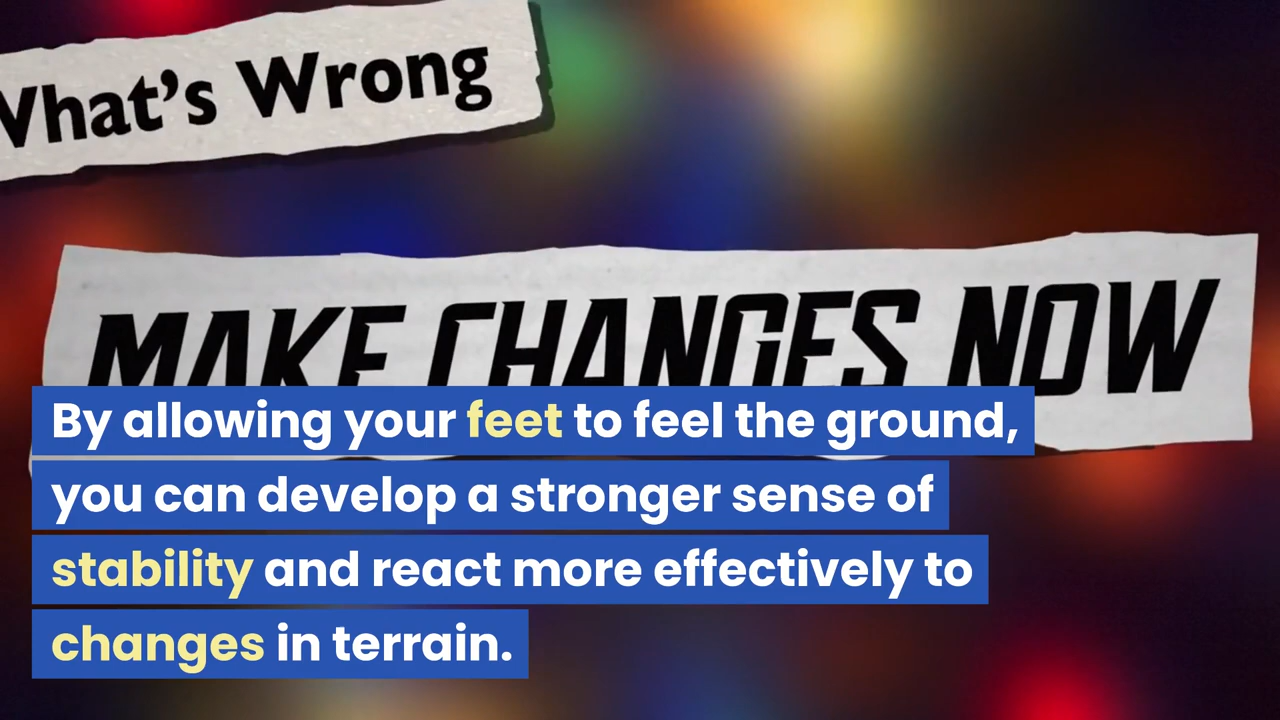 What's Wrong
MAKE CHANGES NOW
By allowing your feet to feel the ground,
you can develop a stronger sense of
stability and react more effectively to
changes in terrain.